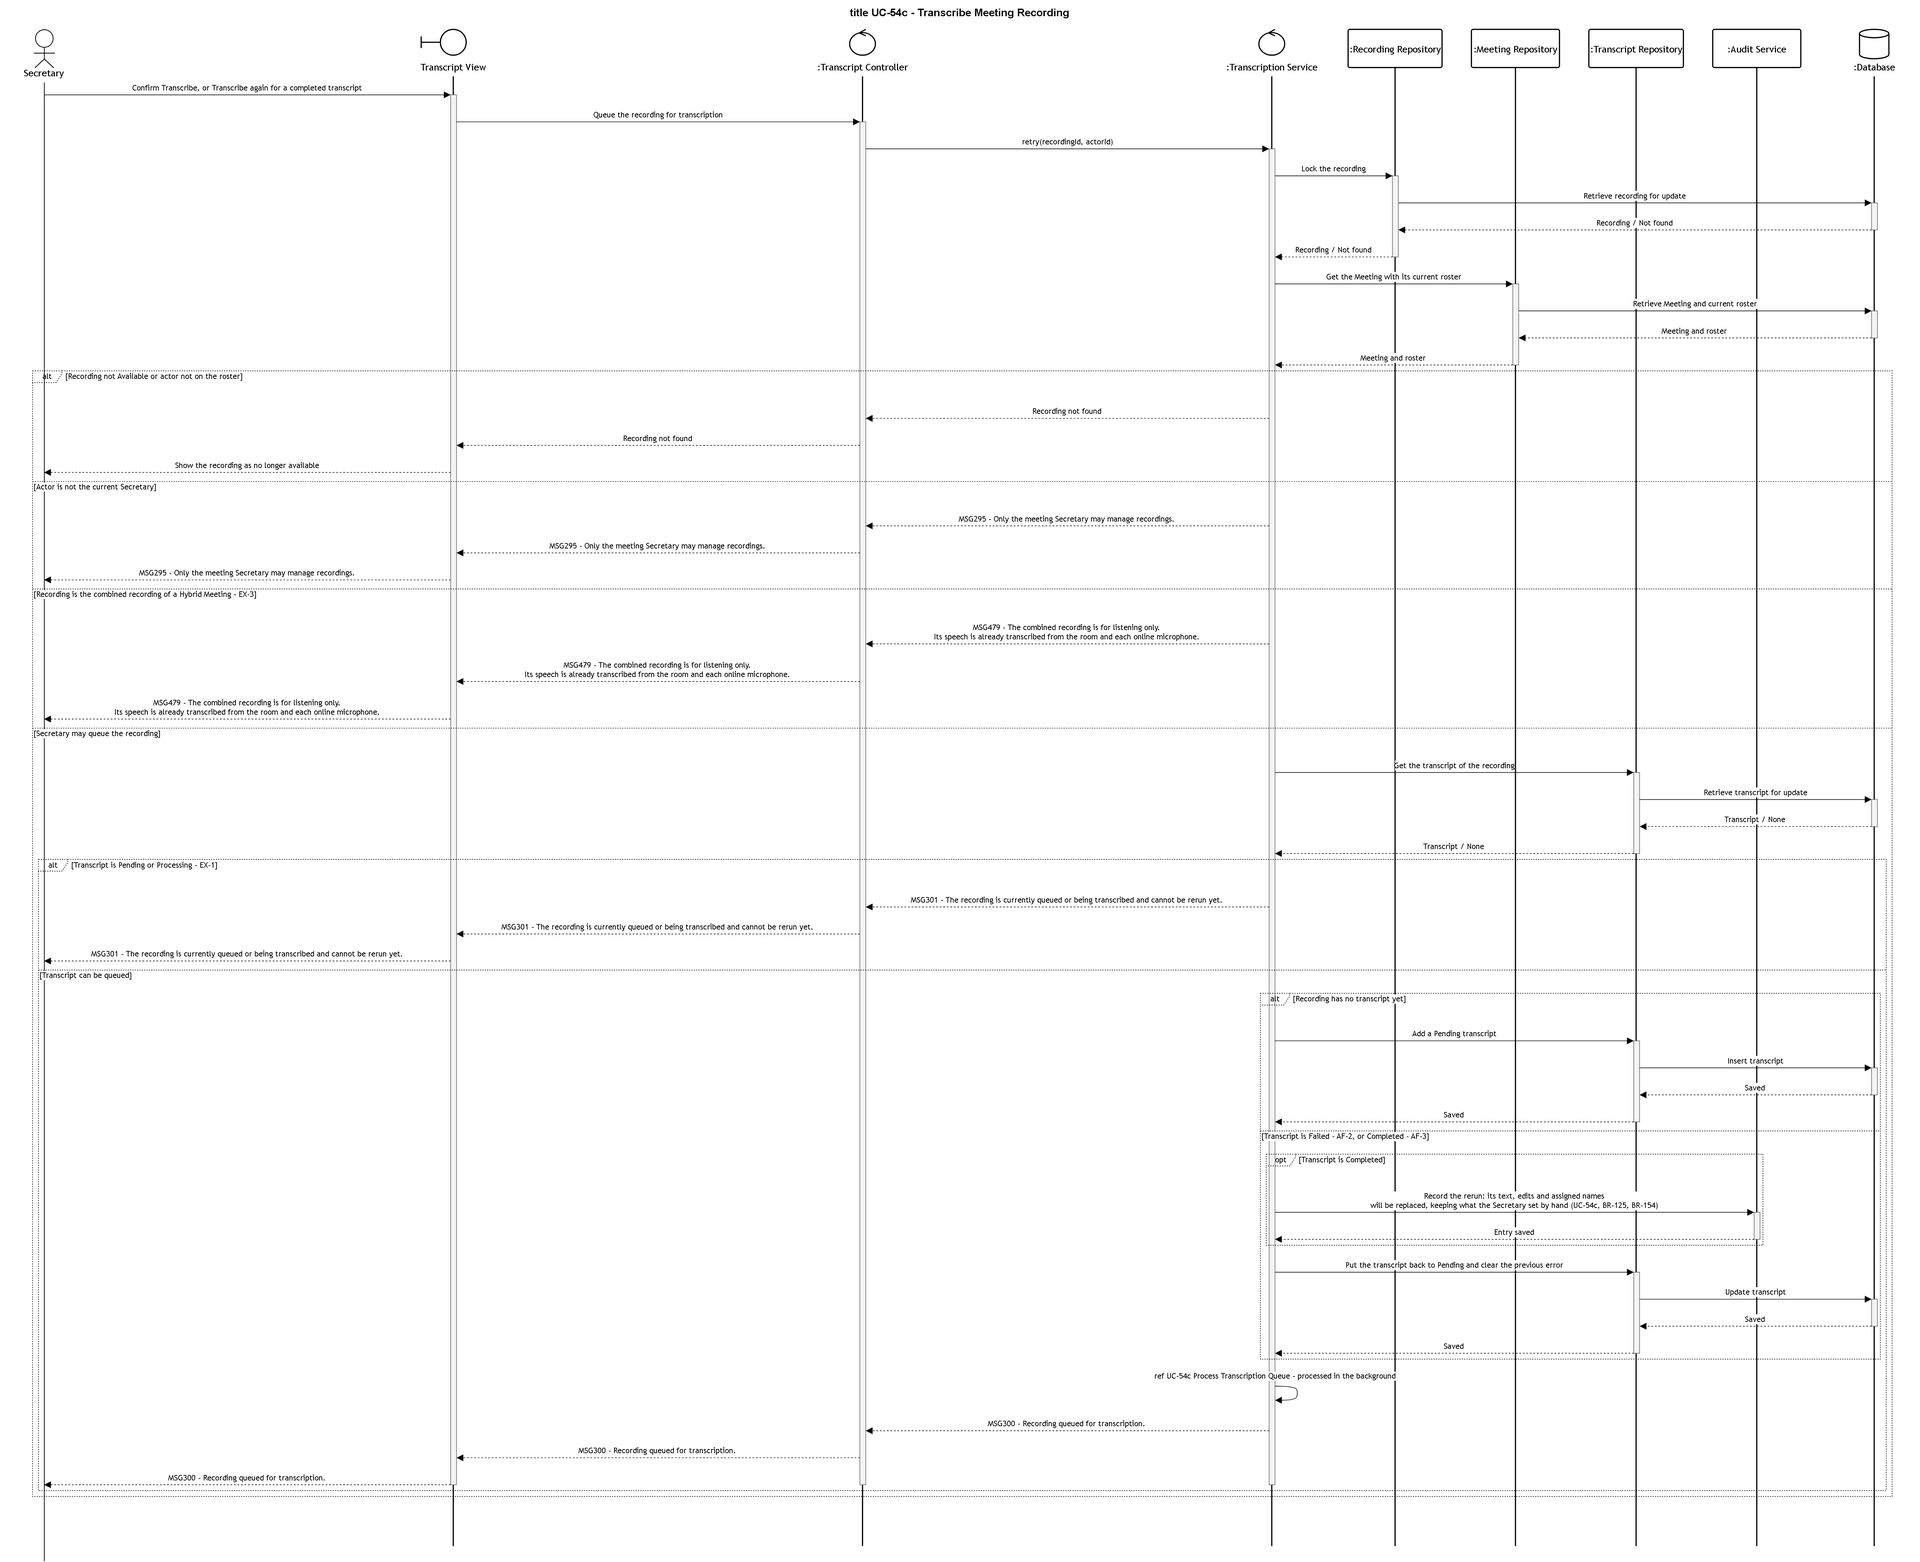 title UC-54c - Transcribe Meeting Recording
Secretary
Transcript View
:Transcript Controller
:Transcription Service
:Recording Repository
:Meeting Repository
:Transcript Repository
:Audit Service
:Database
Confirm Transcribe, or Transcribe again for a completed transcript
Queue the recording for transcription
retry(recordingId, actorId)
Lock the recording
Retrieve recording for update
Recording / Not found
Recording / Not found
Get the Meeting with its current roster
Retrieve Meeting and current roster
Meeting and roster
Meeting and roster
alt
[Recording not Available or actor not on the roster]
Recording not found
Recording not found
Show the recording as no longer available
[Actor is not the current Secretary]
MSG295 - Only the meeting Secretary may manage recordings.
MSG295 - Only the meeting Secretary may manage recordings.
MSG295 - Only the meeting Secretary may manage recordings.
[Recording is the combined recording of a Hybrid Meeting - EX-3]
MSG479 - The combined recording is for listening only.
Its speech is already transcribed from the room and each online microphone.
MSG479 - The combined recording is for listening only.
Its speech is already transcribed from the room and each online microphone.
MSG479 - The combined recording is for listening only.
Its speech is already transcribed from the room and each online microphone.
[Secretary may queue the recording]
Get the transcript of the recording
Retrieve transcript for update
Transcript / None
Transcript / None
alt
[Transcript is Pending or Processing - EX-1]
MSG301 - The recording is currently queued or being transcribed and cannot be rerun yet.
MSG301 - The recording is currently queued or being transcribed and cannot be rerun yet.
MSG301 - The recording is currently queued or being transcribed and cannot be rerun yet.
[Transcript can be queued]
alt
[Recording has no transcript yet]
Add a Pending transcript
Insert transcript
Saved
Saved
[Transcript is Failed - AF-2, or Completed - AF-3]
opt
[Transcript is Completed]
Record the rerun: its text, edits and assigned names
will be replaced, keeping what the Secretary set by hand (UC-54c, BR-125, BR-154)
Entry saved
Put the transcript back to Pending and clear the previous error
Update transcript
Saved
Saved
ref UC-54c Process Transcription Queue - processed in the background
MSG300 - Recording queued for transcription.
MSG300 - Recording queued for transcription.
MSG300 - Recording queued for transcription.